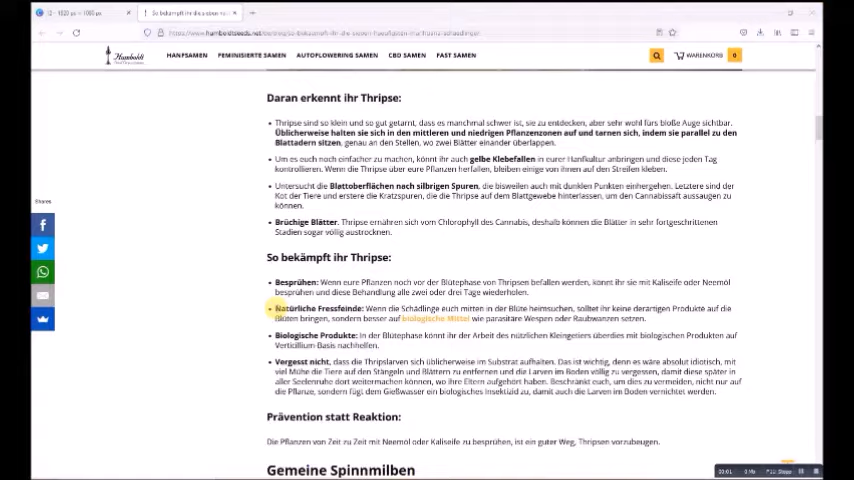 12 - 1820 px = 1085 px
So bekämpft ihr die sieben
https://www.humboldtseeds.net
Humboldt
HANFSAMEN
FEMINISIERTE SAMEN
AUTOFLOWERING SAMEN
CBD SAMEN
FAST SAMEN
WARENKORB
0
Daran erkennt ihr Thripse:
Thripse sind so klein und so gut getarnt, dass es manchmal schwer ist, sie zu entdecken, aber sehr wohl fürs bloße Auge sichtbar.
Üblicherweise halten sie sich in den mittleren und niedrigen Pflanzenzonen auf und tarnen sich, indem sie parallel zu den
Blattadern sitzen, genau an den Stellen, wo zwei Blätter einander überlappen.
Um es euch noch einfacher zu machen, könnt ihr auch gelbe Klebefallen in eurer Hanfkultur anbringen und diese jeden Tag
kontrollieren. Wenn die Thripse über eure Pflanzen herfallen, bleiben einige von ihnen auf den Streifen kleben.
Untersucht die Blattoberflächen nach silbrigen Spuren, die bisweilen auch mit dunklen Punkten einhergehen. Letztere sind der
Kot der Tiere und erstere die Kratzspuren, die die Thripse auf dem Blattgewebe hinterlassen, um den Cannabissaft aussaugen zu
können.
Brüchige Blätter. Thripse ernähren sich vom Chlorophyll des Cannabis, deshalb können die Blätter in sehr fortgeschrittenen
Stadien sogar völlig austrocknen.
Shares
So bekämpft ihr Thripse:
Besprühen: Wenn eure Pflanzen noch vor der Blütephase von Thripsen befallen werden, könnt ihr sie mit Kaliseife oder Neemöl
besprühen und diese Behandlung alle zwei oder drei Tage wiederholen.
Natürliche Fressfeinde: Wenn die Schädlinge euch mitten in der Blüte heimsuchen, solltet ihr keine derartigen Produkte auf die
Blüten bringen, sondern besser auf biologische Mittel wie parasitäre Wespen oder Raubwanzen setzen.
Biologische Produkte: In der Blütephase könnt ihr der Arbeit des nützlichen Kleingetiers überdies mit biologischen Produkten auf
Verticillium-Basis nachhelfen.
Vergesst nicht, dass die Thripslarven sich üblicherweise im Substrat aufhalten. Das ist wichtig, denn es wäre absolut idiotisch, mit
viel Mühe die Tiere auf den Stängeln und Blättern zu entfernen und die Larven im Boden völlig zu vergessen, damit diese später in
aller Seelenruhe dort weitermachen können, wo ihre Eltern aufgehört haben. Beschränkt euch, um dies zu vermeiden, nicht nur auf
die Pflanze, sondern fügt dem Gießwasser ein biologisches Insektizid zu, damit auch die Larven im Boden vernichtet werden.
Prävention statt Reaktion:
Die Pflanzen von Zeit zu Zeit mit Neemöl oder Kaliseife zu besprühen, ist ein guter Weg, Thripsen vorzubeugen.
Gemeine Spinnmilben